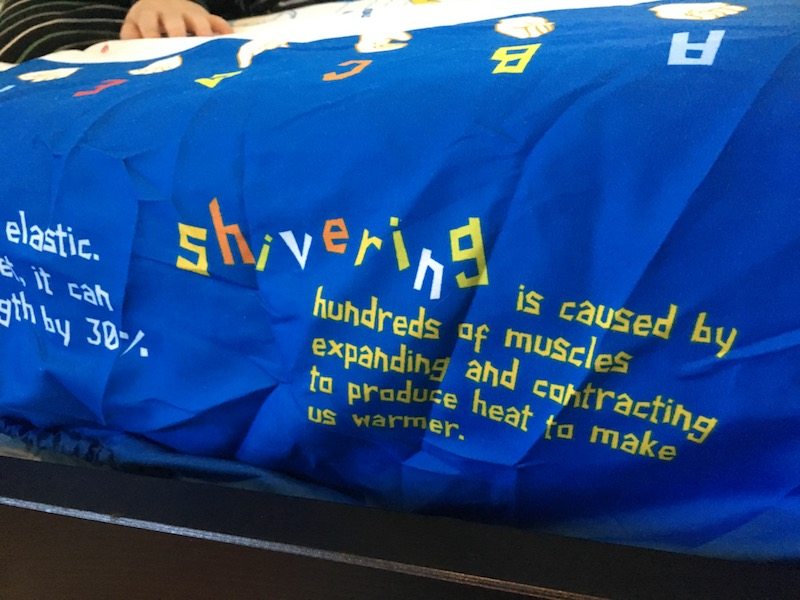 A
B
C
elastic.
it can
by 30%.
shivering
is caused by
hundreds of muscles
expanding and contracting
to produce heat to make
us warmer.